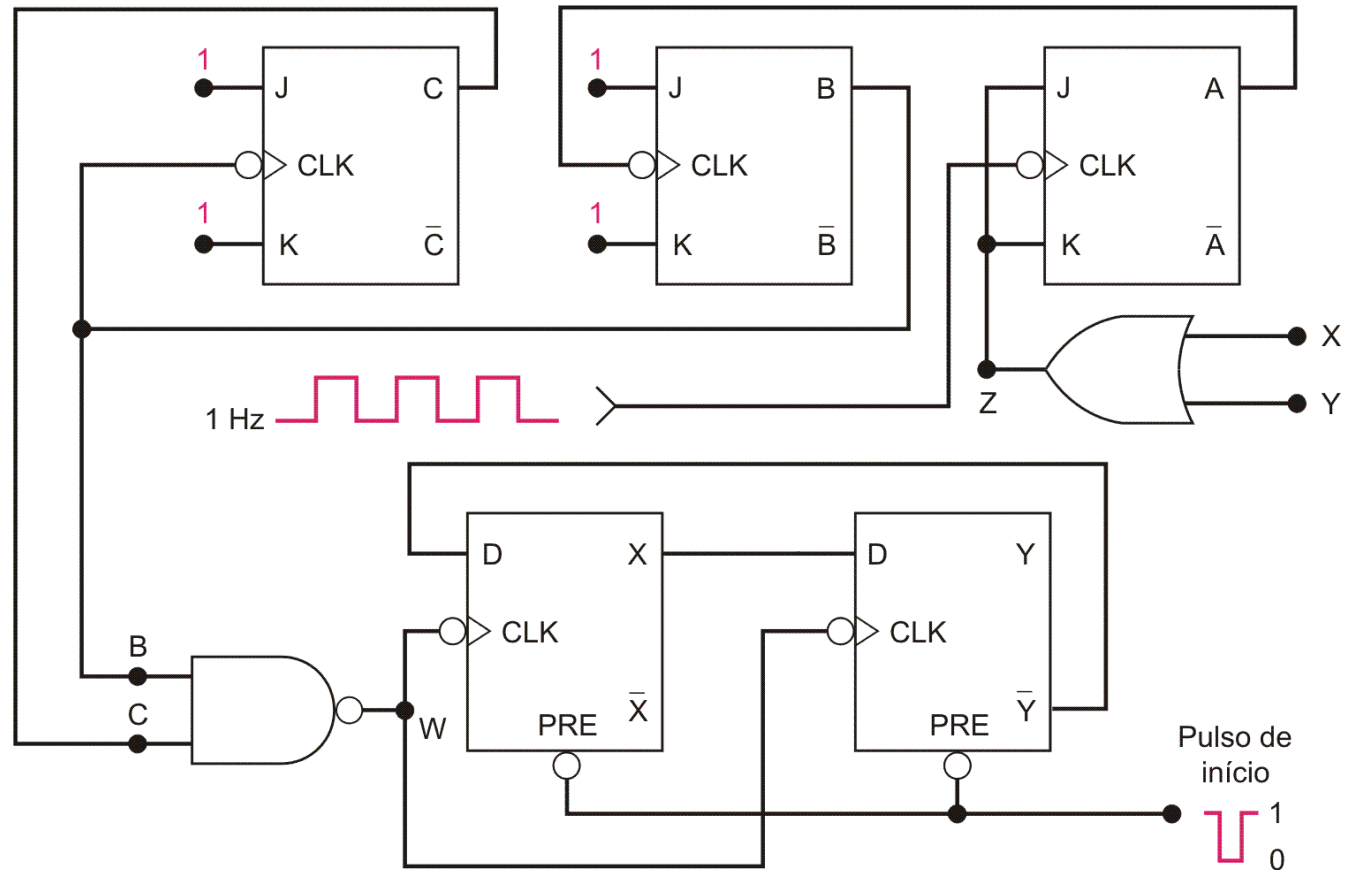 1
J
C
CLK
1
K
C̅
1
J
B
CLK
1
K
B̅
J
A
CLK
K
A̅
X
Z
Y
1 Hz
D
X
CLK
PRE
X̅
D
Y
CLK
PRE
Y̅
B
C
W
Pulso de
início
1
0